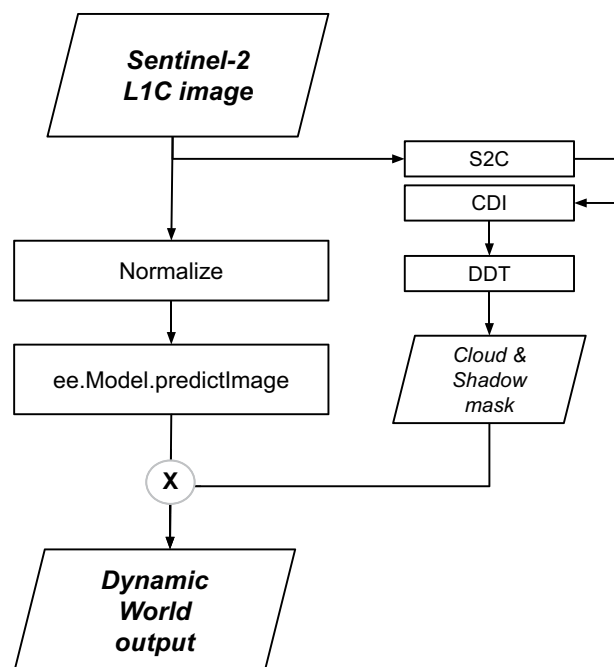 Sentinel-2
L1C image
S2C
CDI
Normalize
DDT
ee.Model.predictImage
Cloud &
Shadow
mask
X
Dynamic
World
output